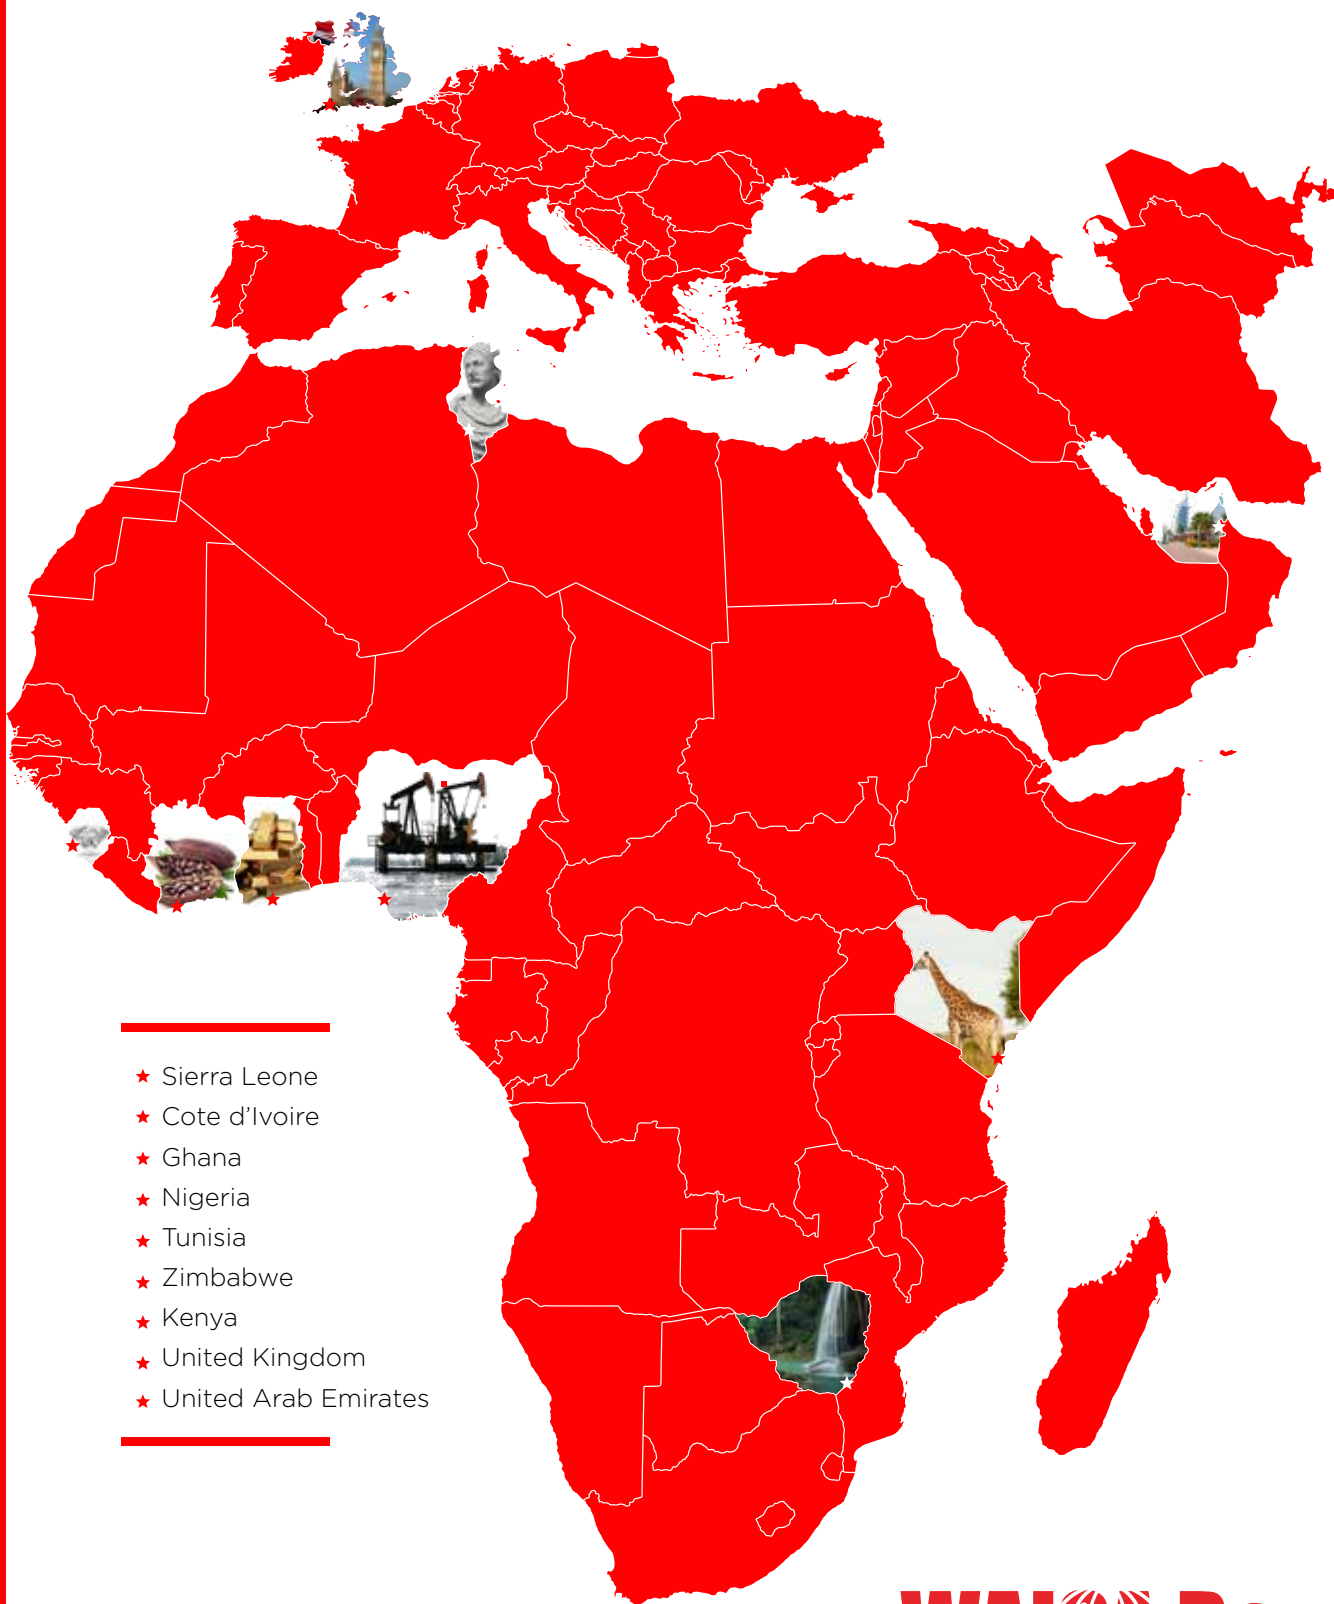 Sierra Leone
Cote d’Ivoire
Ghana
Nigeria
Tunisia
Zimbabwe
Kenya
United Kingdom
United Arab Emirates